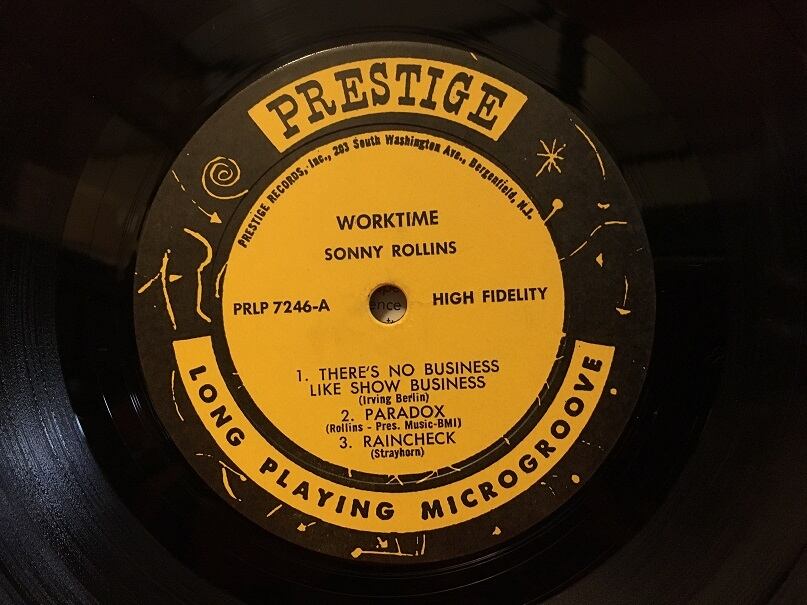 PRESTIGE
PRESTIGE RECORDS, Inc., 203 South Washington Ave., Bergenfield, N.J.
WORKTIME
SONNY ROLLINS
PRLP 7246-A
HIGH FIDELITY
ence
1. THERE'S NO BUSINESS
LIKE SHOW BUSINESS
(Irving Berlin)
2. PARADOX
(Rollins - Pres. Music-BMI)
3. RAINCHECK
(Strayhorn)
LONG PLAYING MICROGROOVE